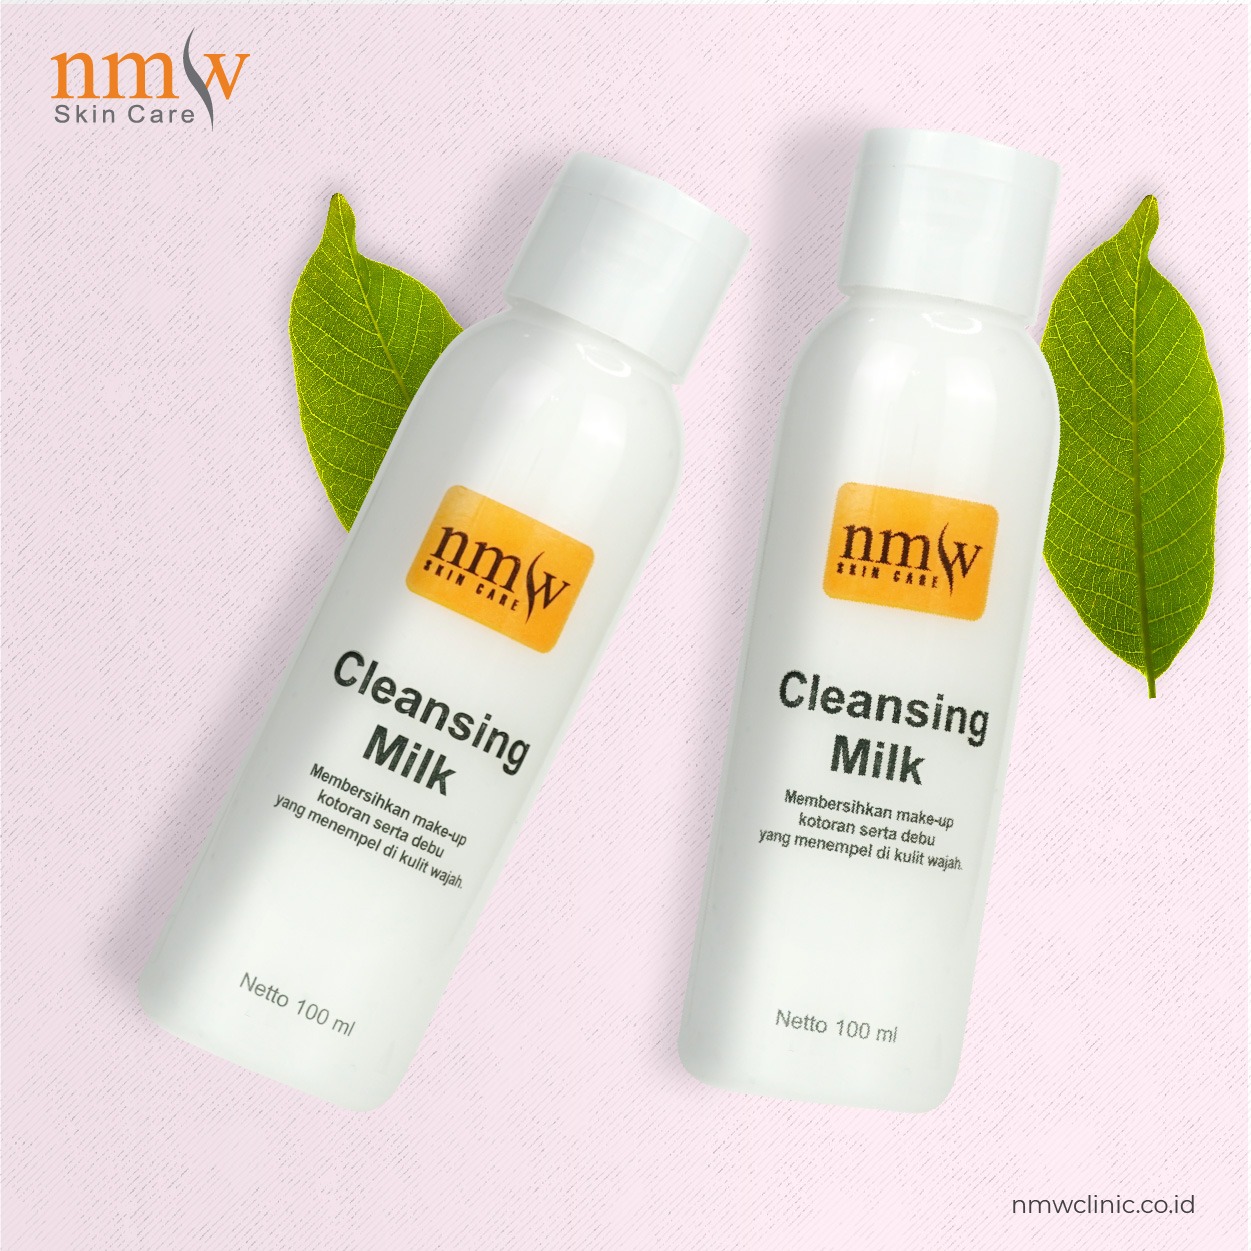 nmw
Skin Care
nmw
SKIN CARE
Cleansing
Milk
Membersihkan make-up
kotoran serta debu
yang menempel di kulit wajah.
Netto 100 ml
nmw
SKIN CARE
Cleansing
Milk
Membersihkan make-up
kotoran serta debu
yang menempel di kulit wajah.
Netto 100 ml
nmwclinic.co.id